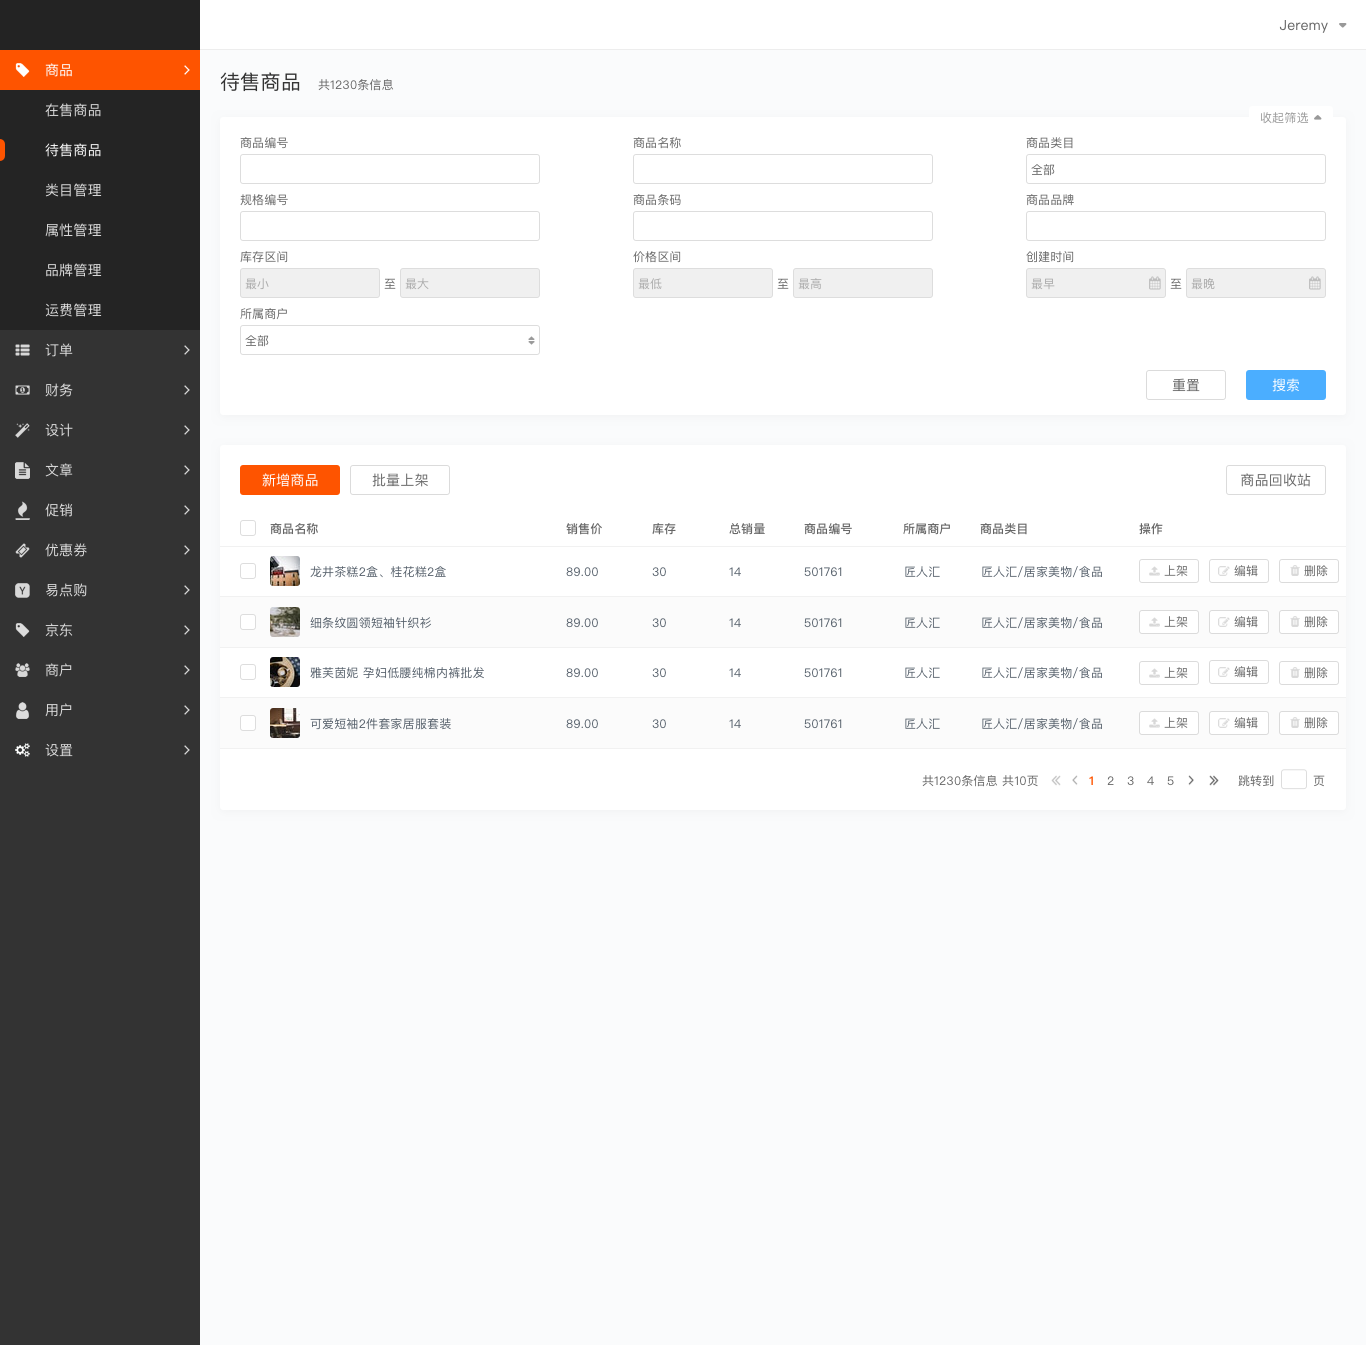 Jeremy
商品
在售商品
待售商品
类目管理
属性管理
品牌管理
运费管理
订单
财务
设计
文章
促销
优惠券
易点购
京东
商户
用户
设置
待售商品 共1230条信息
收起筛选
商品编号 商品名称 商品类目
全部
规格编号 商品条码 商品品牌
库存区间 价格区间 创建时间
最小 至 最大 最低 至 最高 最早 至 最晚
所属商户
全部
重置 搜索
新增商品 批量上架 商品回收站
商品名称 销售价 库存 总销量 商品编号 所属商户 商品类目 操作
龙井茶糕2盒、桂花糕2盒 89.00 30 14 501761 匠人汇 匠人汇/居家美物/食品 上架 编辑 删除
细条纹圆领短袖针织衫 89.00 30 14 501761 匠人汇 匠人汇/居家美物/食品 上架 编辑 删除
雅芙茵妮 孕妇低腰纯棉内裤批发 89.00 30 14 501761 匠人汇 匠人汇/居家美物/食品 上架 编辑 删除
可爱短袖2件套家居服套装 89.00 30 14 501761 匠人汇 匠人汇/居家美物/食品 上架 编辑 删除
共1230条信息 共10页 1 2 3 4 5 跳转到 页